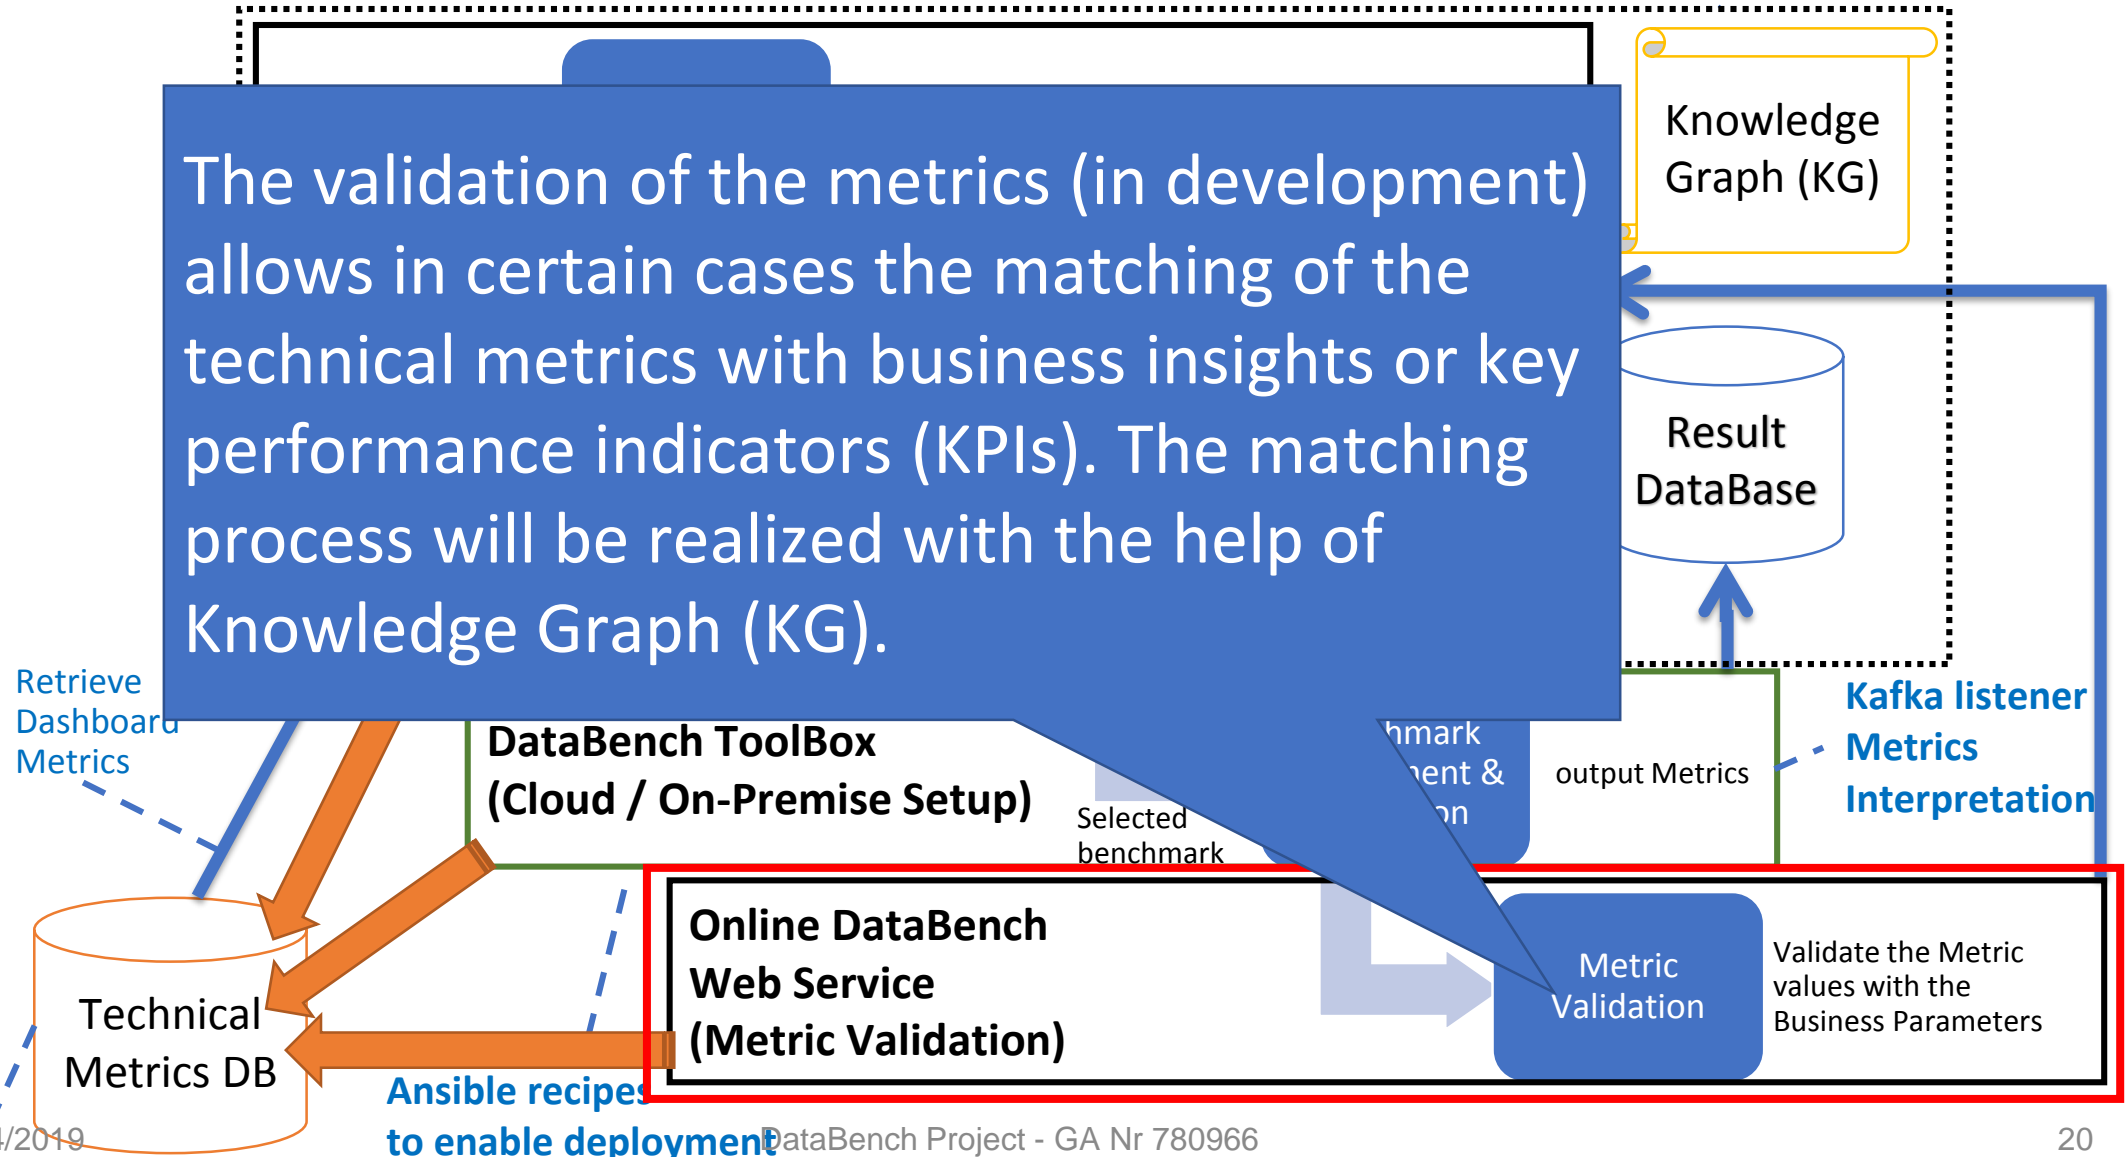 Knowledge
Graph (KG)
The validation of the metrics (in development)
allows in certain cases the matching of the
technical metrics with business insights or key
performance indicators (KPIs). The matching
process will be realized with the help of
Knowledge Graph (KG).
Result
DataBase
Retrieve
Dashboard
Metrics
DataBench ToolBox
(Cloud / On-Premise Setup)
Selected
benchmark
hmark
ent &
on
output Metrics
Kafka listener
Metrics
Interpretation
Online DataBench
Web Service
(Metric Validation)
Metric
Validation
Validate the Metric
values with the
Business Parameters
Technical
Metrics DB
Ansible recipes
to enable deployment
/2019
DataBench Project - GA Nr 780966
20